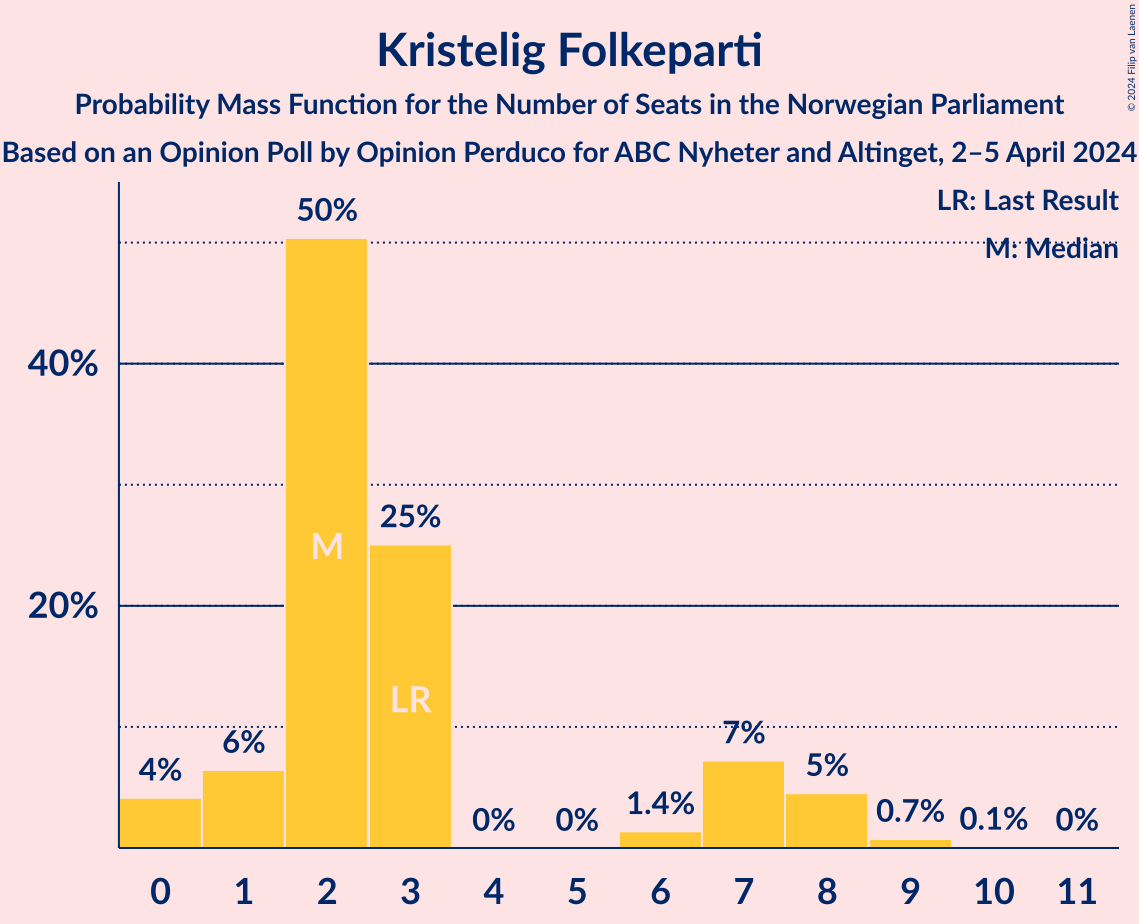 Kristelig Folkeparti
Probability Mass Function for the Number of Seats in the Norwegian Parliament
Based on an Opinion Poll by Opinion Perduco for ABC Nyheter and Altinget, 2–5 April 2024
© 2024 Filip van Laenen
LR: Last Result
M: Median
50%
40%
25%
M
20%
LR
7%
6%
4%
5%
1.4%
0.7%
0.1%
0%
0%
0%
0 1 2 3 4 5 6 7 8 9 10 11